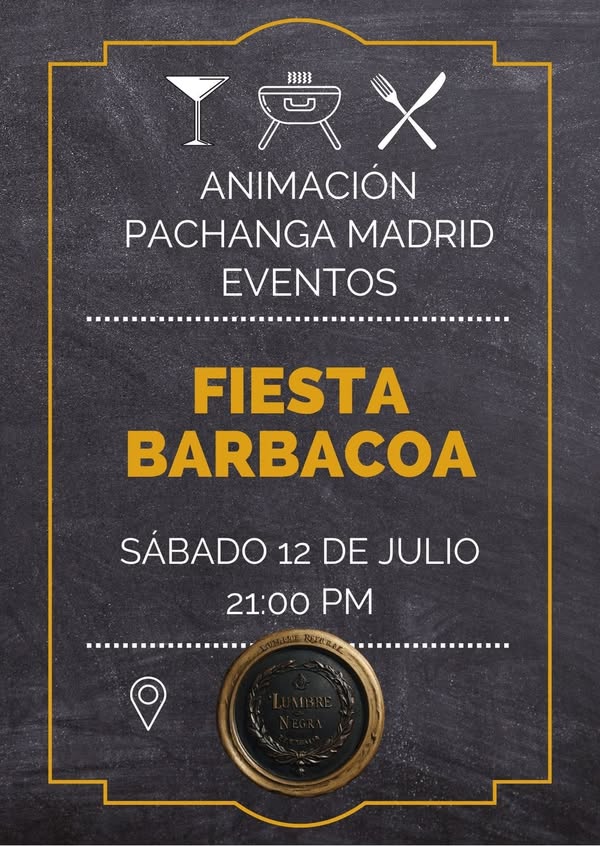 ANIMACIÓN
PACHANGA MADRID
EVENTOS
FIESTA
BARBACOA
SÁBADO 12 DE JULIO
21:00 PM
LUMBRE
NEGRA